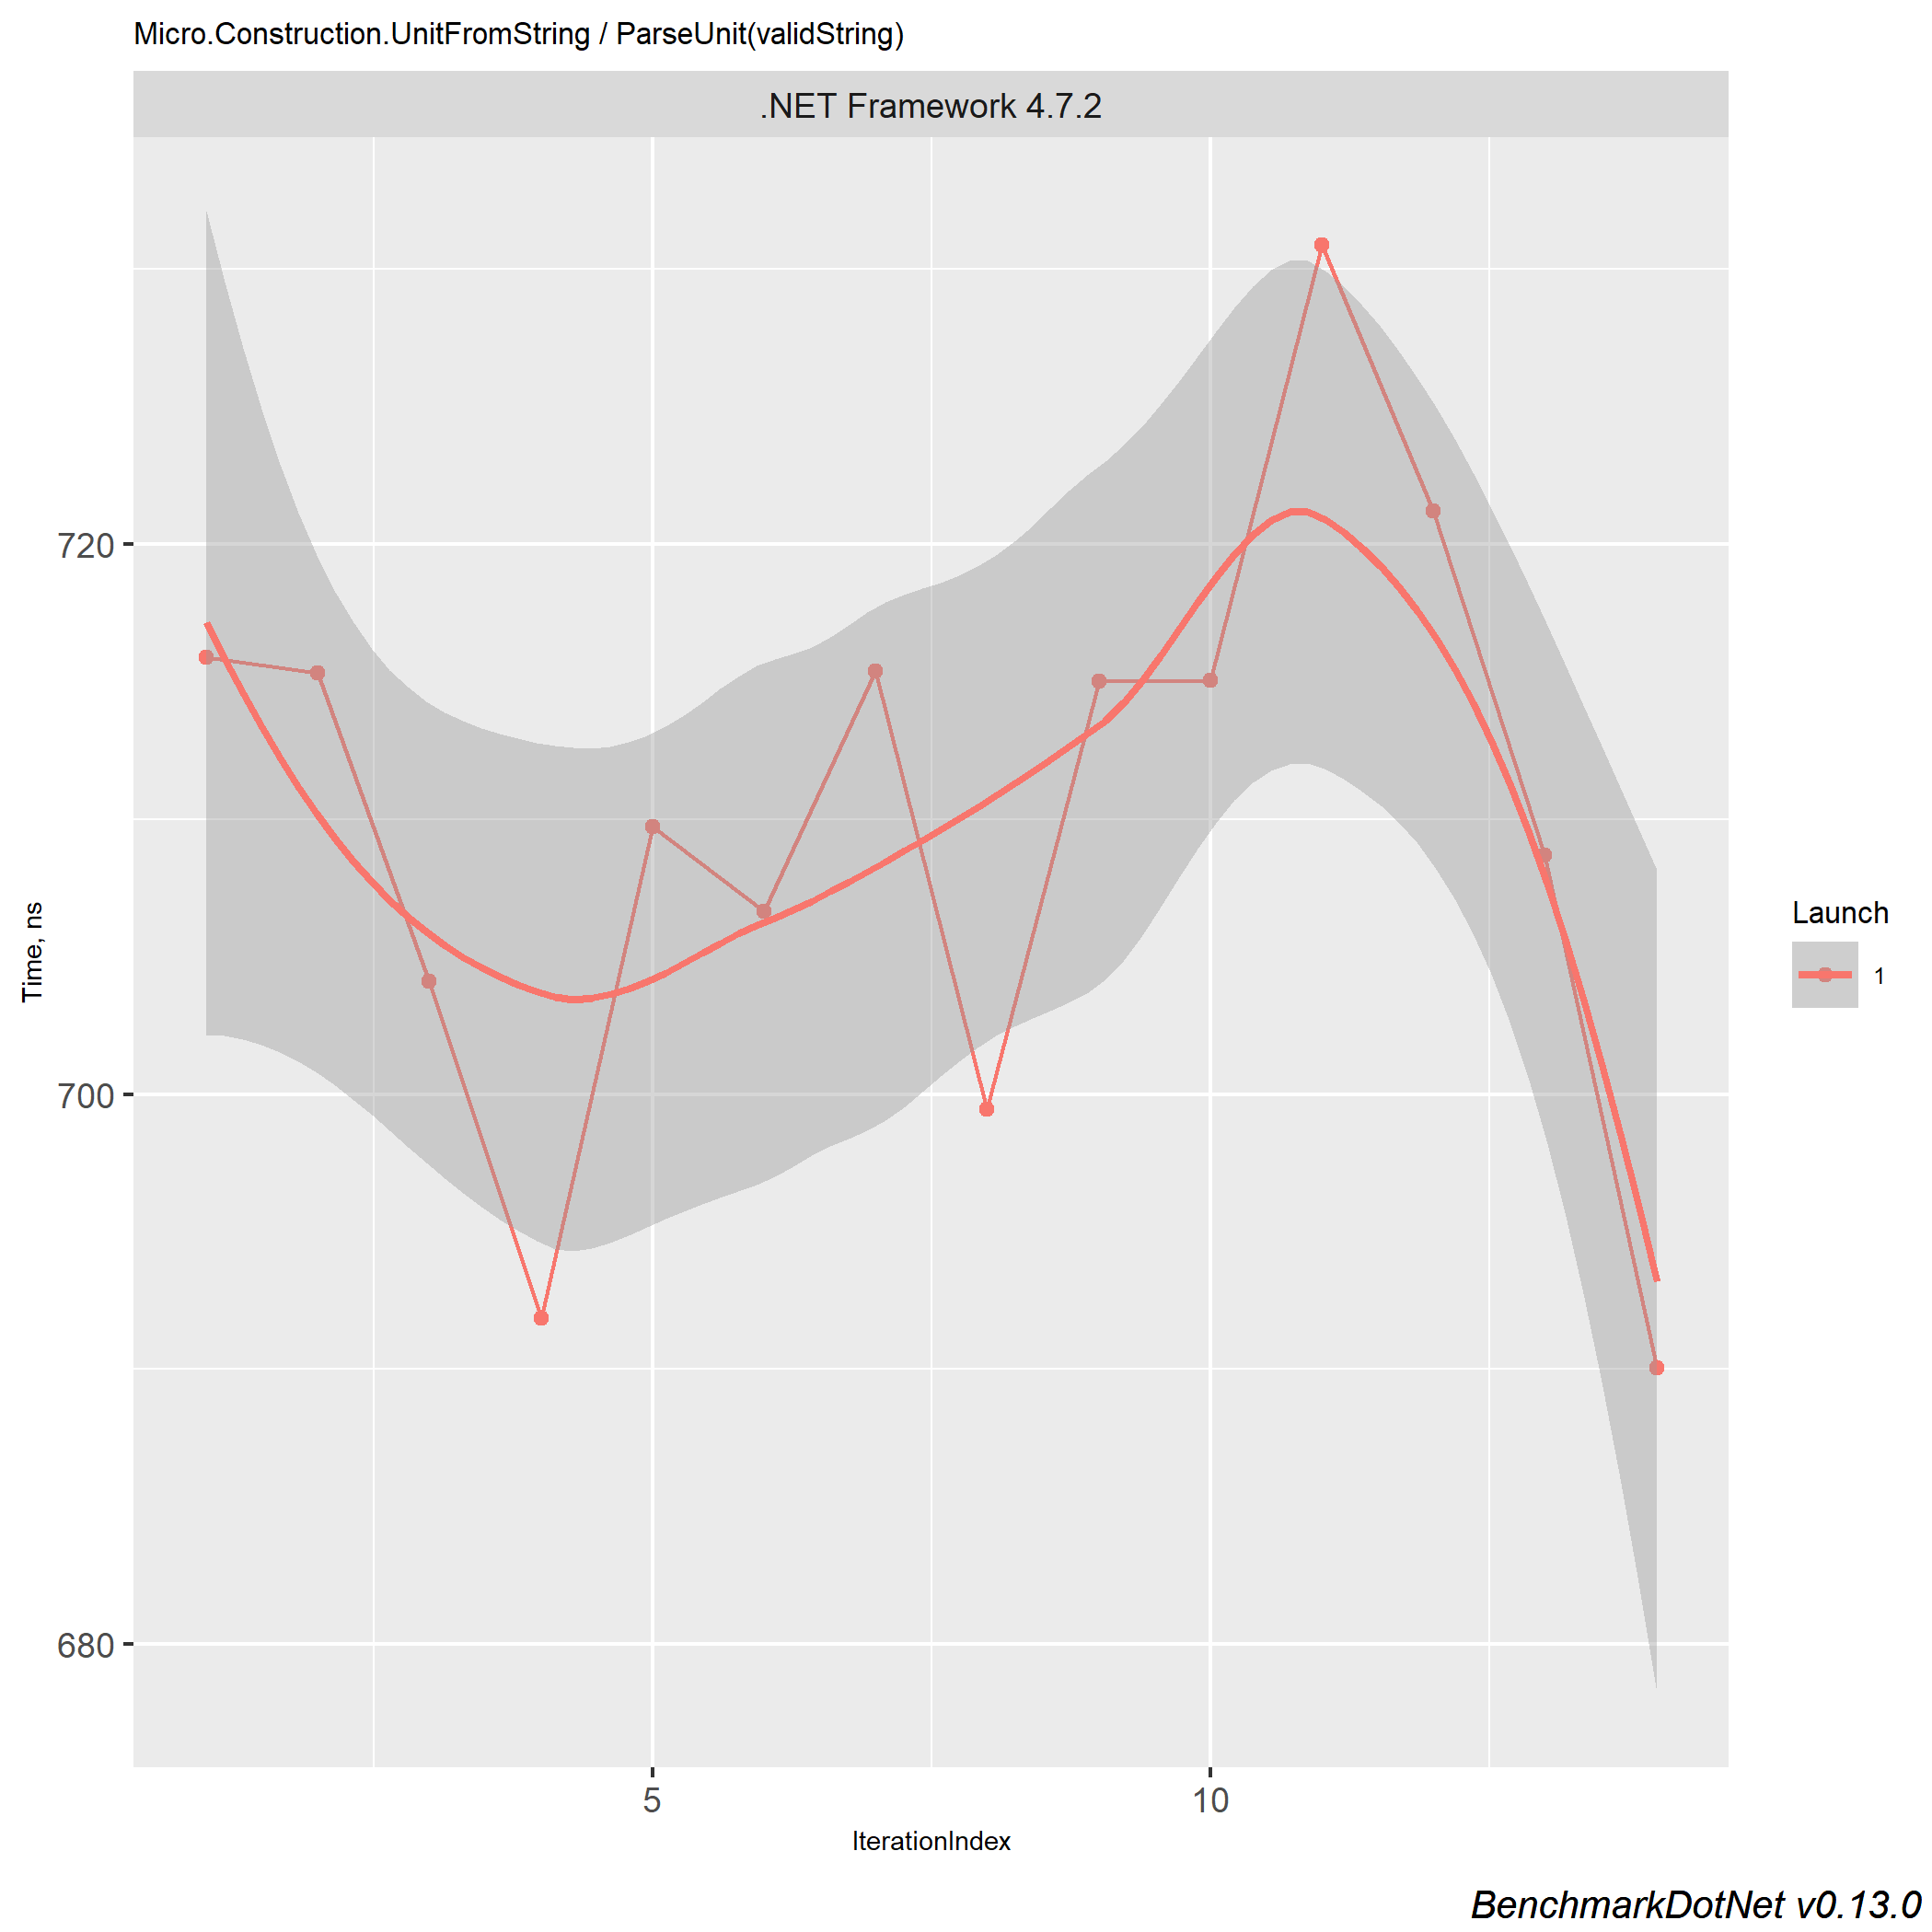 Micro.Construction.UnitFromString / ParseUnit(validString)
.NET Framework 4.7.2
720
700
680
Time, ns
5
10
IterationIndex
Launch
1
BenchmarkDotNet v0.13.0